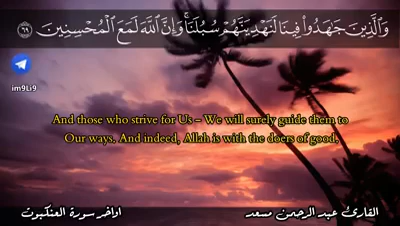 وَالَّذِينَ جَٰهَدُوا۟ فِينَا لَنَهْدِيَنَّهُمْ سُبُلَنَا ۚ وَإِنَّ ٱللَّهَ لَمَعَ ٱلْمُحْسِنِينَ ٦٩
im9Li9
And those who strive for Us - We will surely guide them to
Our ways. And indeed, Allah is with the doers of good.
القارئ عبد الرحمن مسعد
اواخر سورة العنكبوت